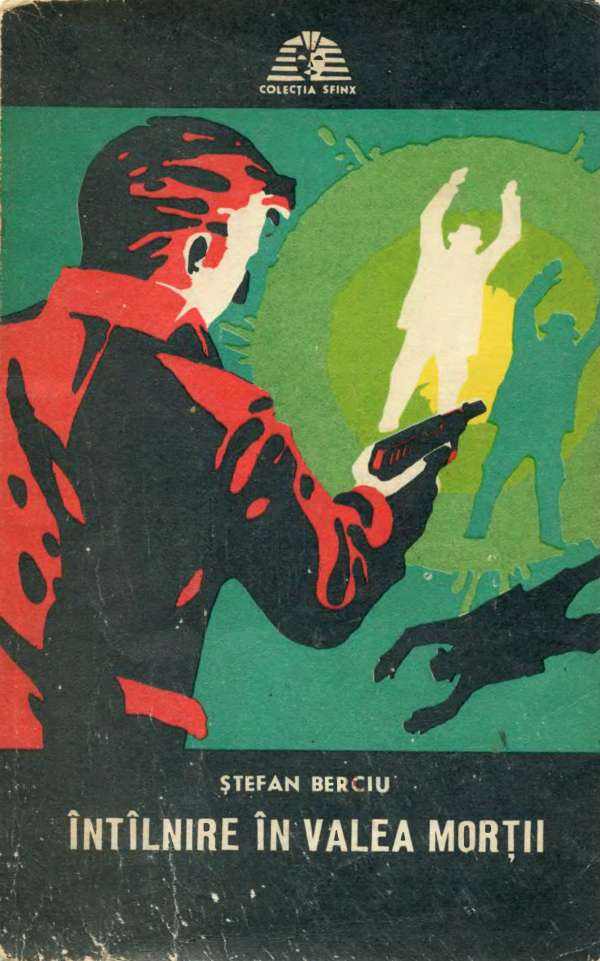 COLECȚIA SFINX
ȘTEFAN BERCIU
ÎNTÎLNIRE ÎN VALEA MORȚII